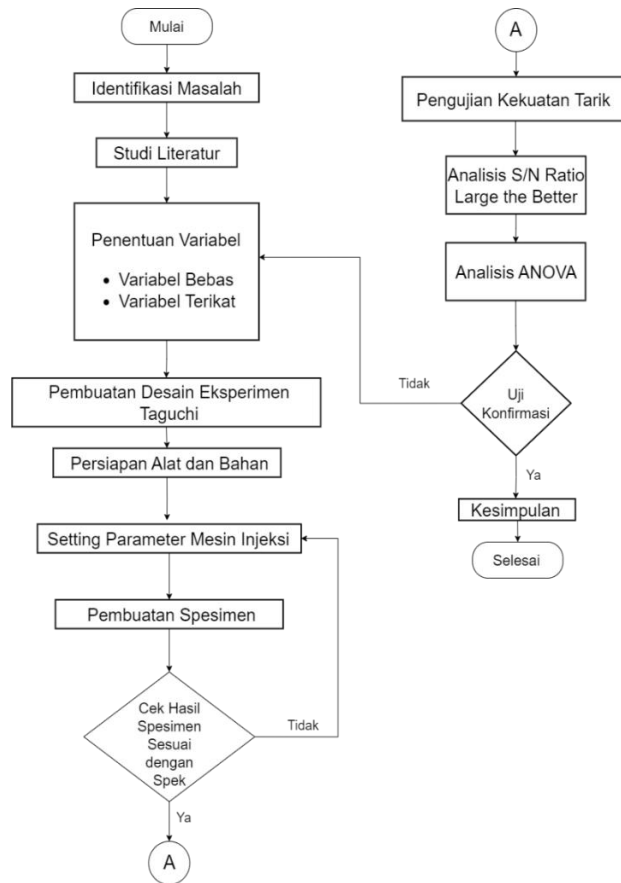 Mulai
Identifikasi Masalah
Studi Literatur
Penentuan Variabel
• Variabel Bebas
• Variabel Terikat
Pembuatan Desain Eksperimen
Taguchi
Persiapan Alat dan Bahan
Setting Parameter Mesin Injeksi
Pembuatan Spesimen
Cek Hasil
Spesimen
Sesuai
dengan
Spek
Tidak
Ya
A
A
Pengujian Kekuatan Tarik
Analisis S/N Ratio
Large the Better
Analisis ANOVA
Uji
Konfirmasi
Tidak
Ya
Kesimpulan
Selesai